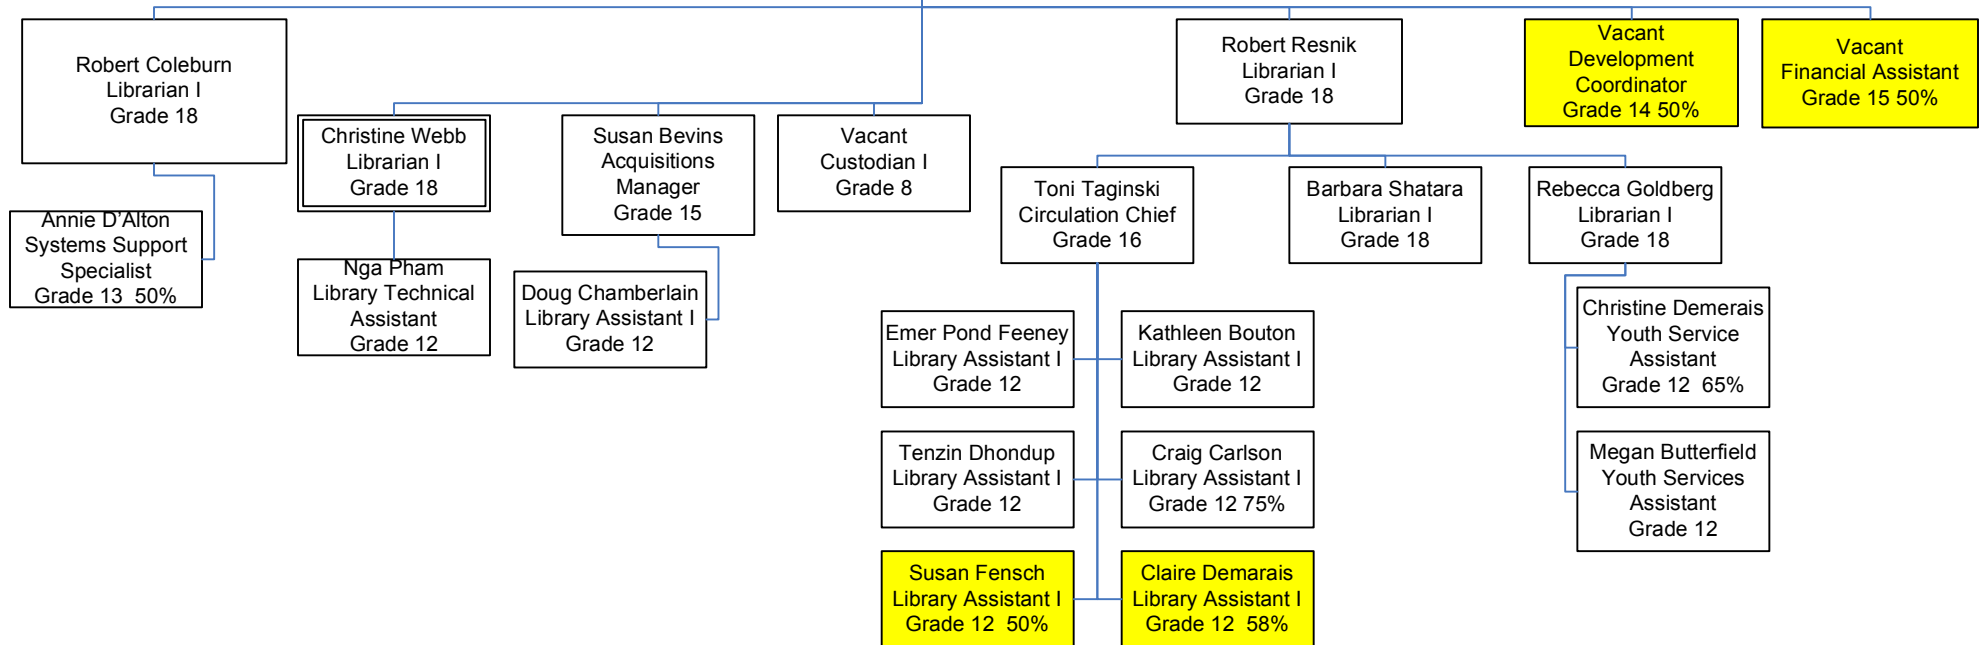 Robert Coleburn
Librarian I
Grade 18
Robert Resnik
Librarian I
Grade 18
Vacant
Development
Coordinator
Grade 14 50%
Vacant
Financial Assistant
Grade 15 50%
Christine Webb
Librarian I
Grade 18
Susan Bevins
Acquisitions
Manager
Grade 15
Vacant
Custodian I
Grade 8
Toni Taginski
Circulation Chief
Grade 16
Barbara Shatara
Librarian I
Grade 18
Rebecca Goldberg
Librarian I
Grade 18
Annie D’Alton
Systems Support
Specialist
Grade 13  50%
Nga Pham
Library Technical
Assistant
Grade 12
Doug Chamberlain
Library Assistant I
Grade 12
Emer Pond Feeney
Library Assistant I
Grade 12
Kathleen Bouton
Library Assistant I
Grade 12
Christine Demerais
Youth Service
Assistant
Grade 12  65%
Tenzin Dhondup
Library Assistant I
Grade 12
Craig Carlson
Library Assistant I
Grade 12 75%
Megan Butterfield
Youth Services
Assistant
Grade 12
Susan Fensch
Library Assistant I
Grade 12  50%
Claire Demarais
Library Assistant I
Grade 12  58%